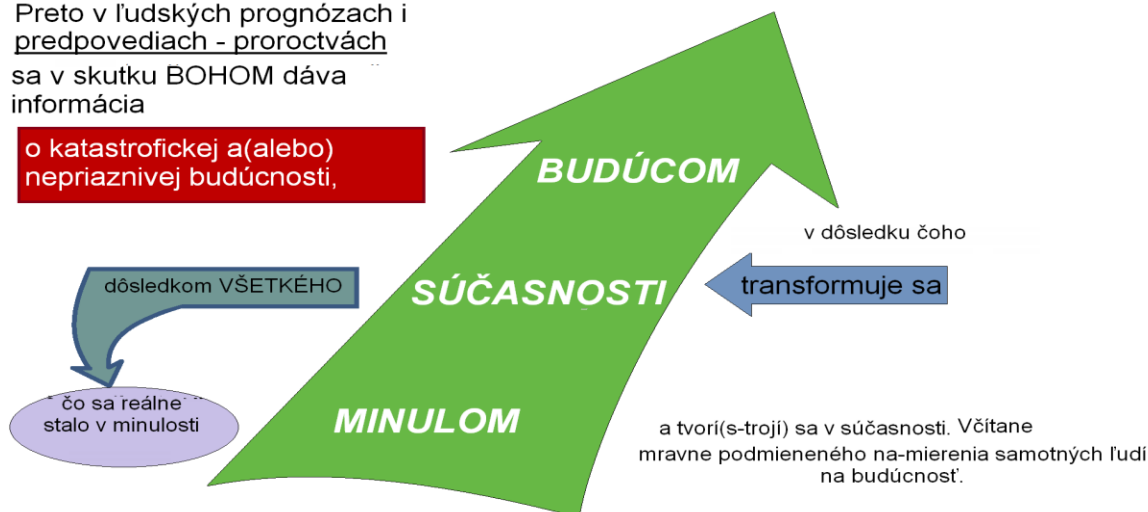 Preto v ľudských prognózach i
predpovediach - proroctvách
sa v skutku BOHOM dáva
informácia
o katastrofickej a(alebo)
nepriaznivej budúcnosti,
BUDÚCOM
v dôsledku čoho
dôsledkom VŠETKÉHO
SÚČASNOSTI
transformuje sa
čo sa reálne
stalo v minulosti
MINULOM
a tvorí(s-trojí) sa v súčasnosti. Včítane
mravne podmieneného na-mierenia samotných ľudí
na budúcnosť.